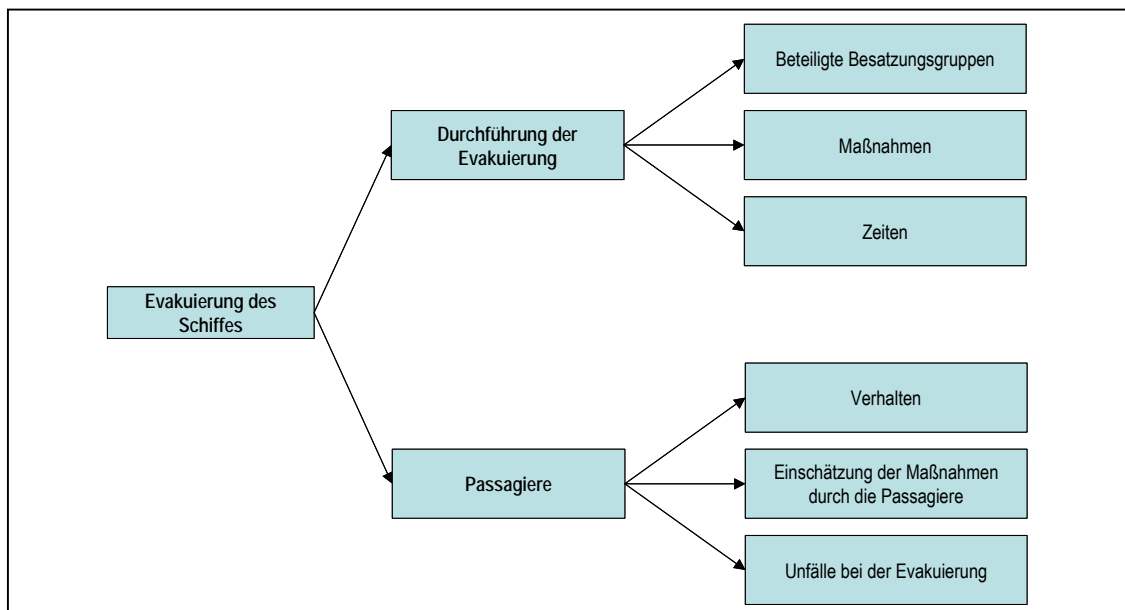 Evakuierung des
Schiffes
Durchführung der
Evakuierung
Beteiligte Besatzungsgruppen
Maßnahmen
Zeiten
Passagiere
Verhalten
Einschätzung der Maßnahmen
durch die Passagiere
Unfälle bei der Evakuierung